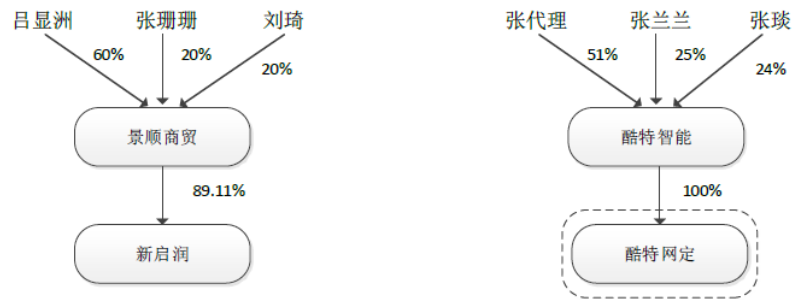 吕显洲 张珊珊 刘琦
60% 20% 20%
景顺商贸
89.11%
新启润
张代理 张兰兰 张琰
51% 25% 24%
酷特智能
100%
酷特网定